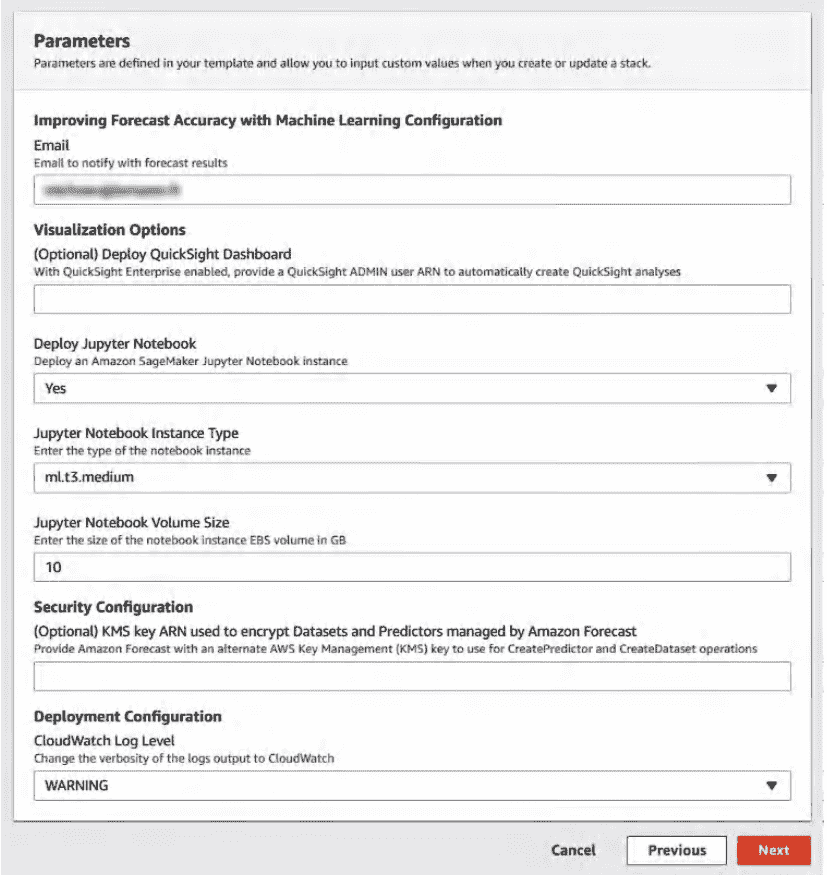 Parameters
Parameters are defined in your template and allow you to input custom values when you create or update a stack.
Improving Forecast Accuracy with Machine Learning Configuration
Email
Email to notify with forecast results
Visualization Options
(Optional) Deploy QuickSight Dashboard
With QuickSight Enterprise enabled, provide a QuickSight ADMIN user ARN to automatically create QuickSight analyses
Deploy Jupyter Notebook
Deploy an Amazon SageMaker Jupyter Notebook instance
Yes
Jupyter Notebook Instance Type
Enter the type of the notebook instance
ml.t3.medium
Jupyter Notebook Volume Size
Enter the size of the notebook instance EBS volume in GB
10
Security Configuration
(Optional) KMS key ARN used to encrypt Datasets and Predictors managed by Amazon Forecast
Provide Amazon Forecast with an alternate AWS Key Management (KMS) key to use for CreatePredictor and CreateDataset operations
Deployment Configuration
CloudWatch Log Level
Change the verbosity of the logs output to CloudWatch
WARNING
Cancel Previous Next